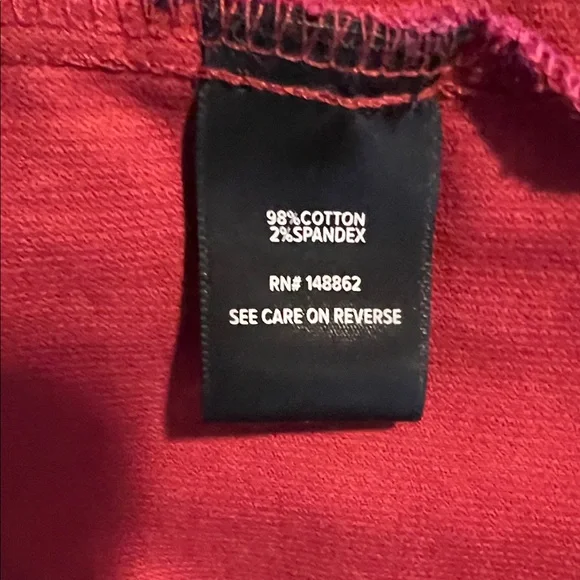 98%COTTON
2%SPANDEX
RN# 148862
SEE CARE ON REVERSE